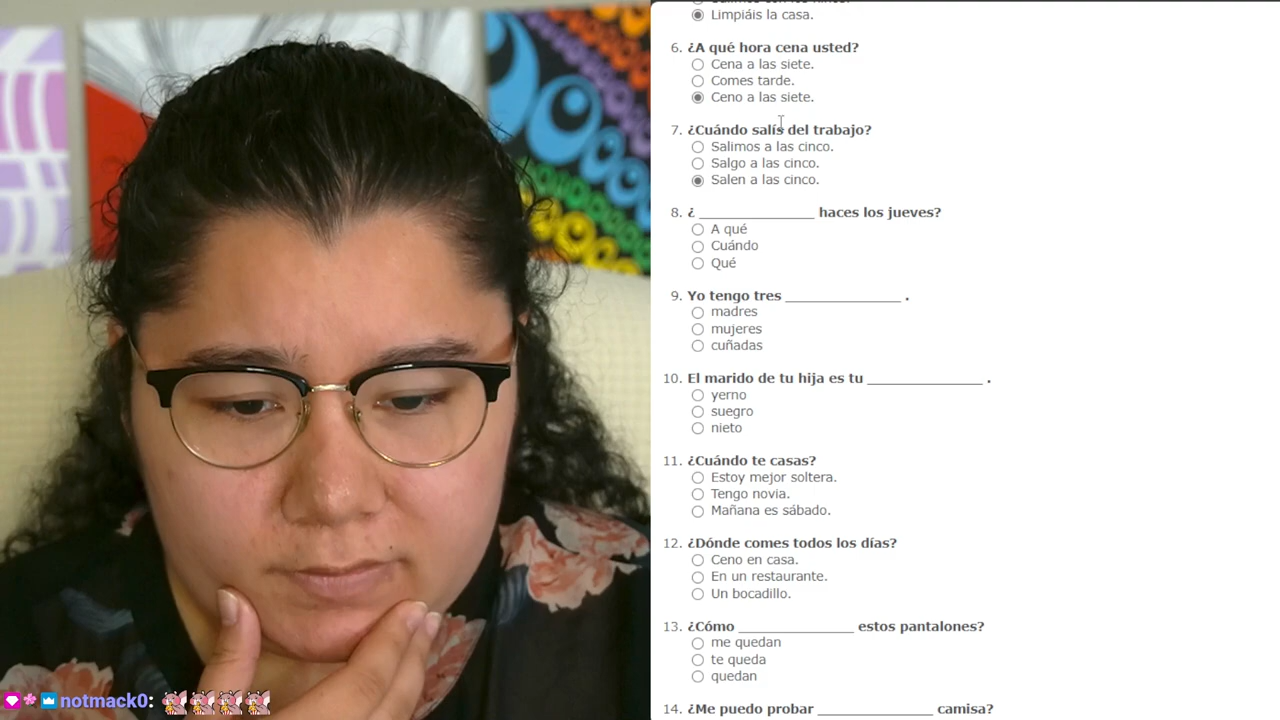 Limpiáis la casa.
6. ¿A qué hora cena usted?
Cena a las siete.
Comes tarde.
Ceno a las siete.
7. ¿Cuándo salís del trabajo?
Salimos a las cinco.
Salgo a las cinco.
Salen a las cinco.
8. ¿ ________________ haces los jueves?
A qué
Cuándo
Qué
9. Yo tengo tres ________________ .
madres
mujeres
cuñadas
10. El marido de tu hija es tu ________________ .
yerno
suegro
nieto
11. ¿Cuándo te casas?
Estoy mejor soltera.
Tengo novia.
Mañana es sábado.
12. ¿Dónde comes todos los días?
Ceno en casa.
En un restaurante.
Un bocadillo.
13. ¿Cómo ________________ estos pantalones?
me quedan
te queda
quedan
14. ¿Me puedo probar ________________ camisa?
notmack0: